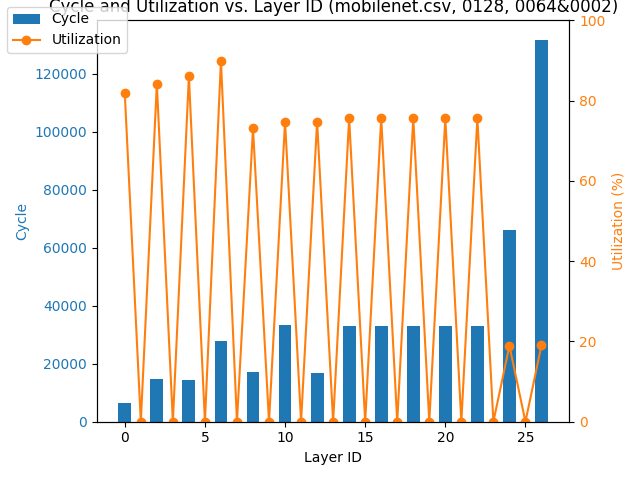 Cycle and Utilization vs. Layer ID (mobilenet.csv, 0128, 0064&0002)
Cycle
Utilization
120000
100000
80000
60000
40000
20000
0
Cycle
100
80
60
40
20
0
Utilization (%)
0 5 10 15 20 25
Layer ID